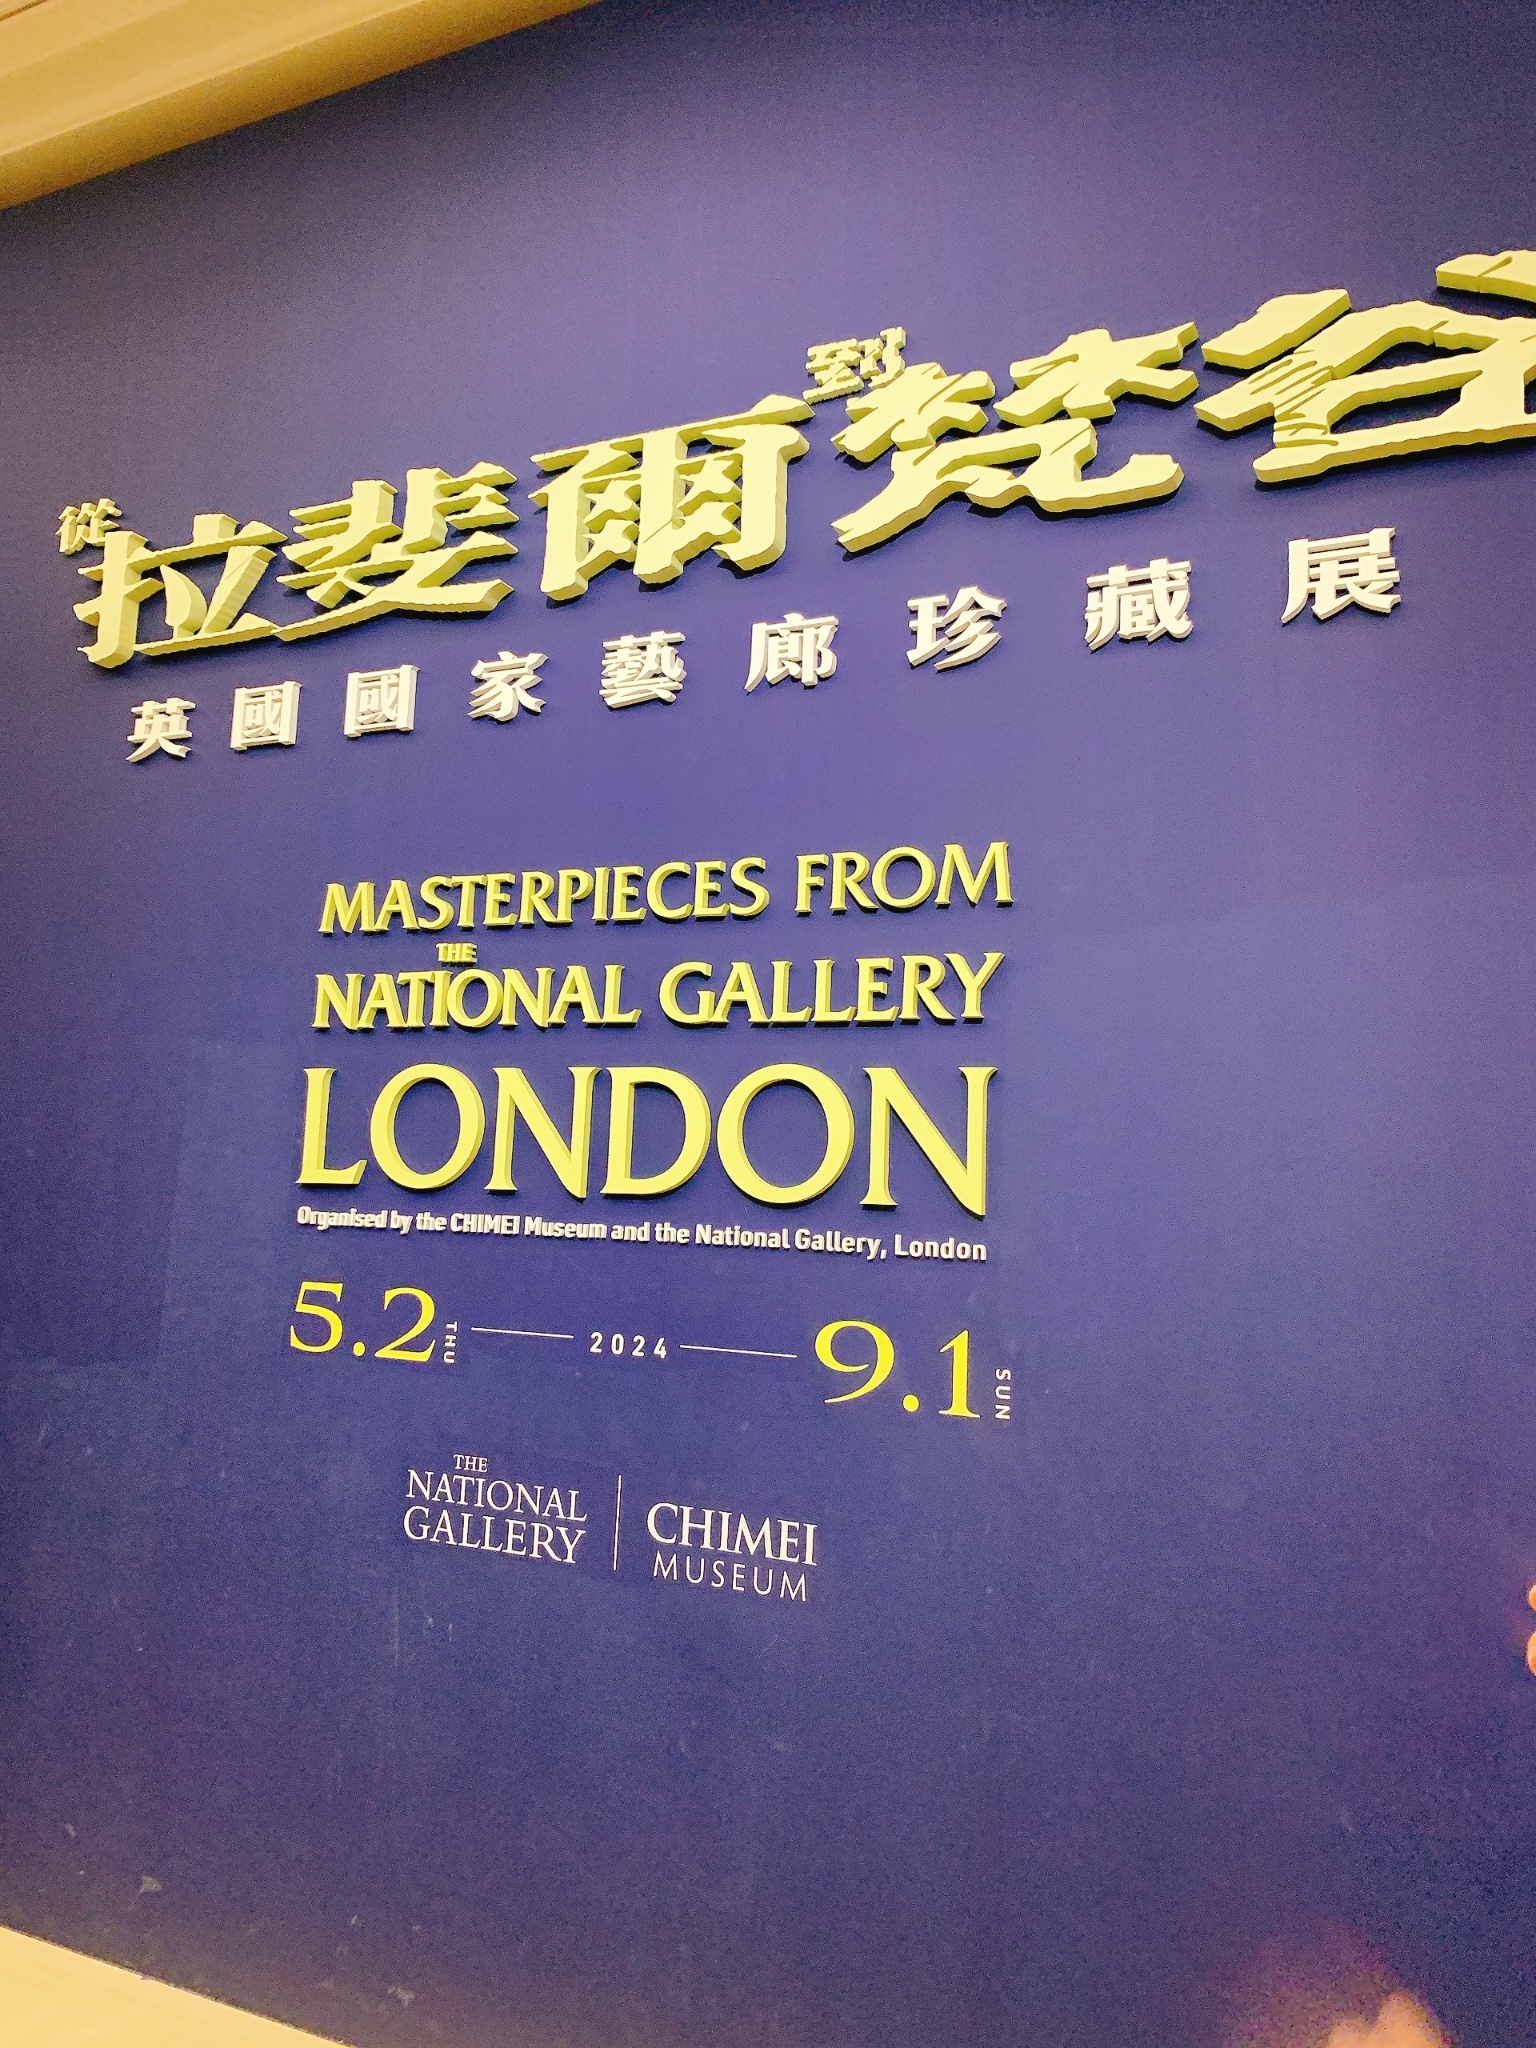 從拉斐爾到梵谷
英國國家藝廊珍藏展
MASTERPIECES FROM
THE
NATIONAL GALLERY
LONDON
Organised by the CHIMEI Museum and the National Gallery, London
5.2 THU 2024 9.1 SUN
THE
NATIONAL
GALLERY
CHIMEI
MUSEUM